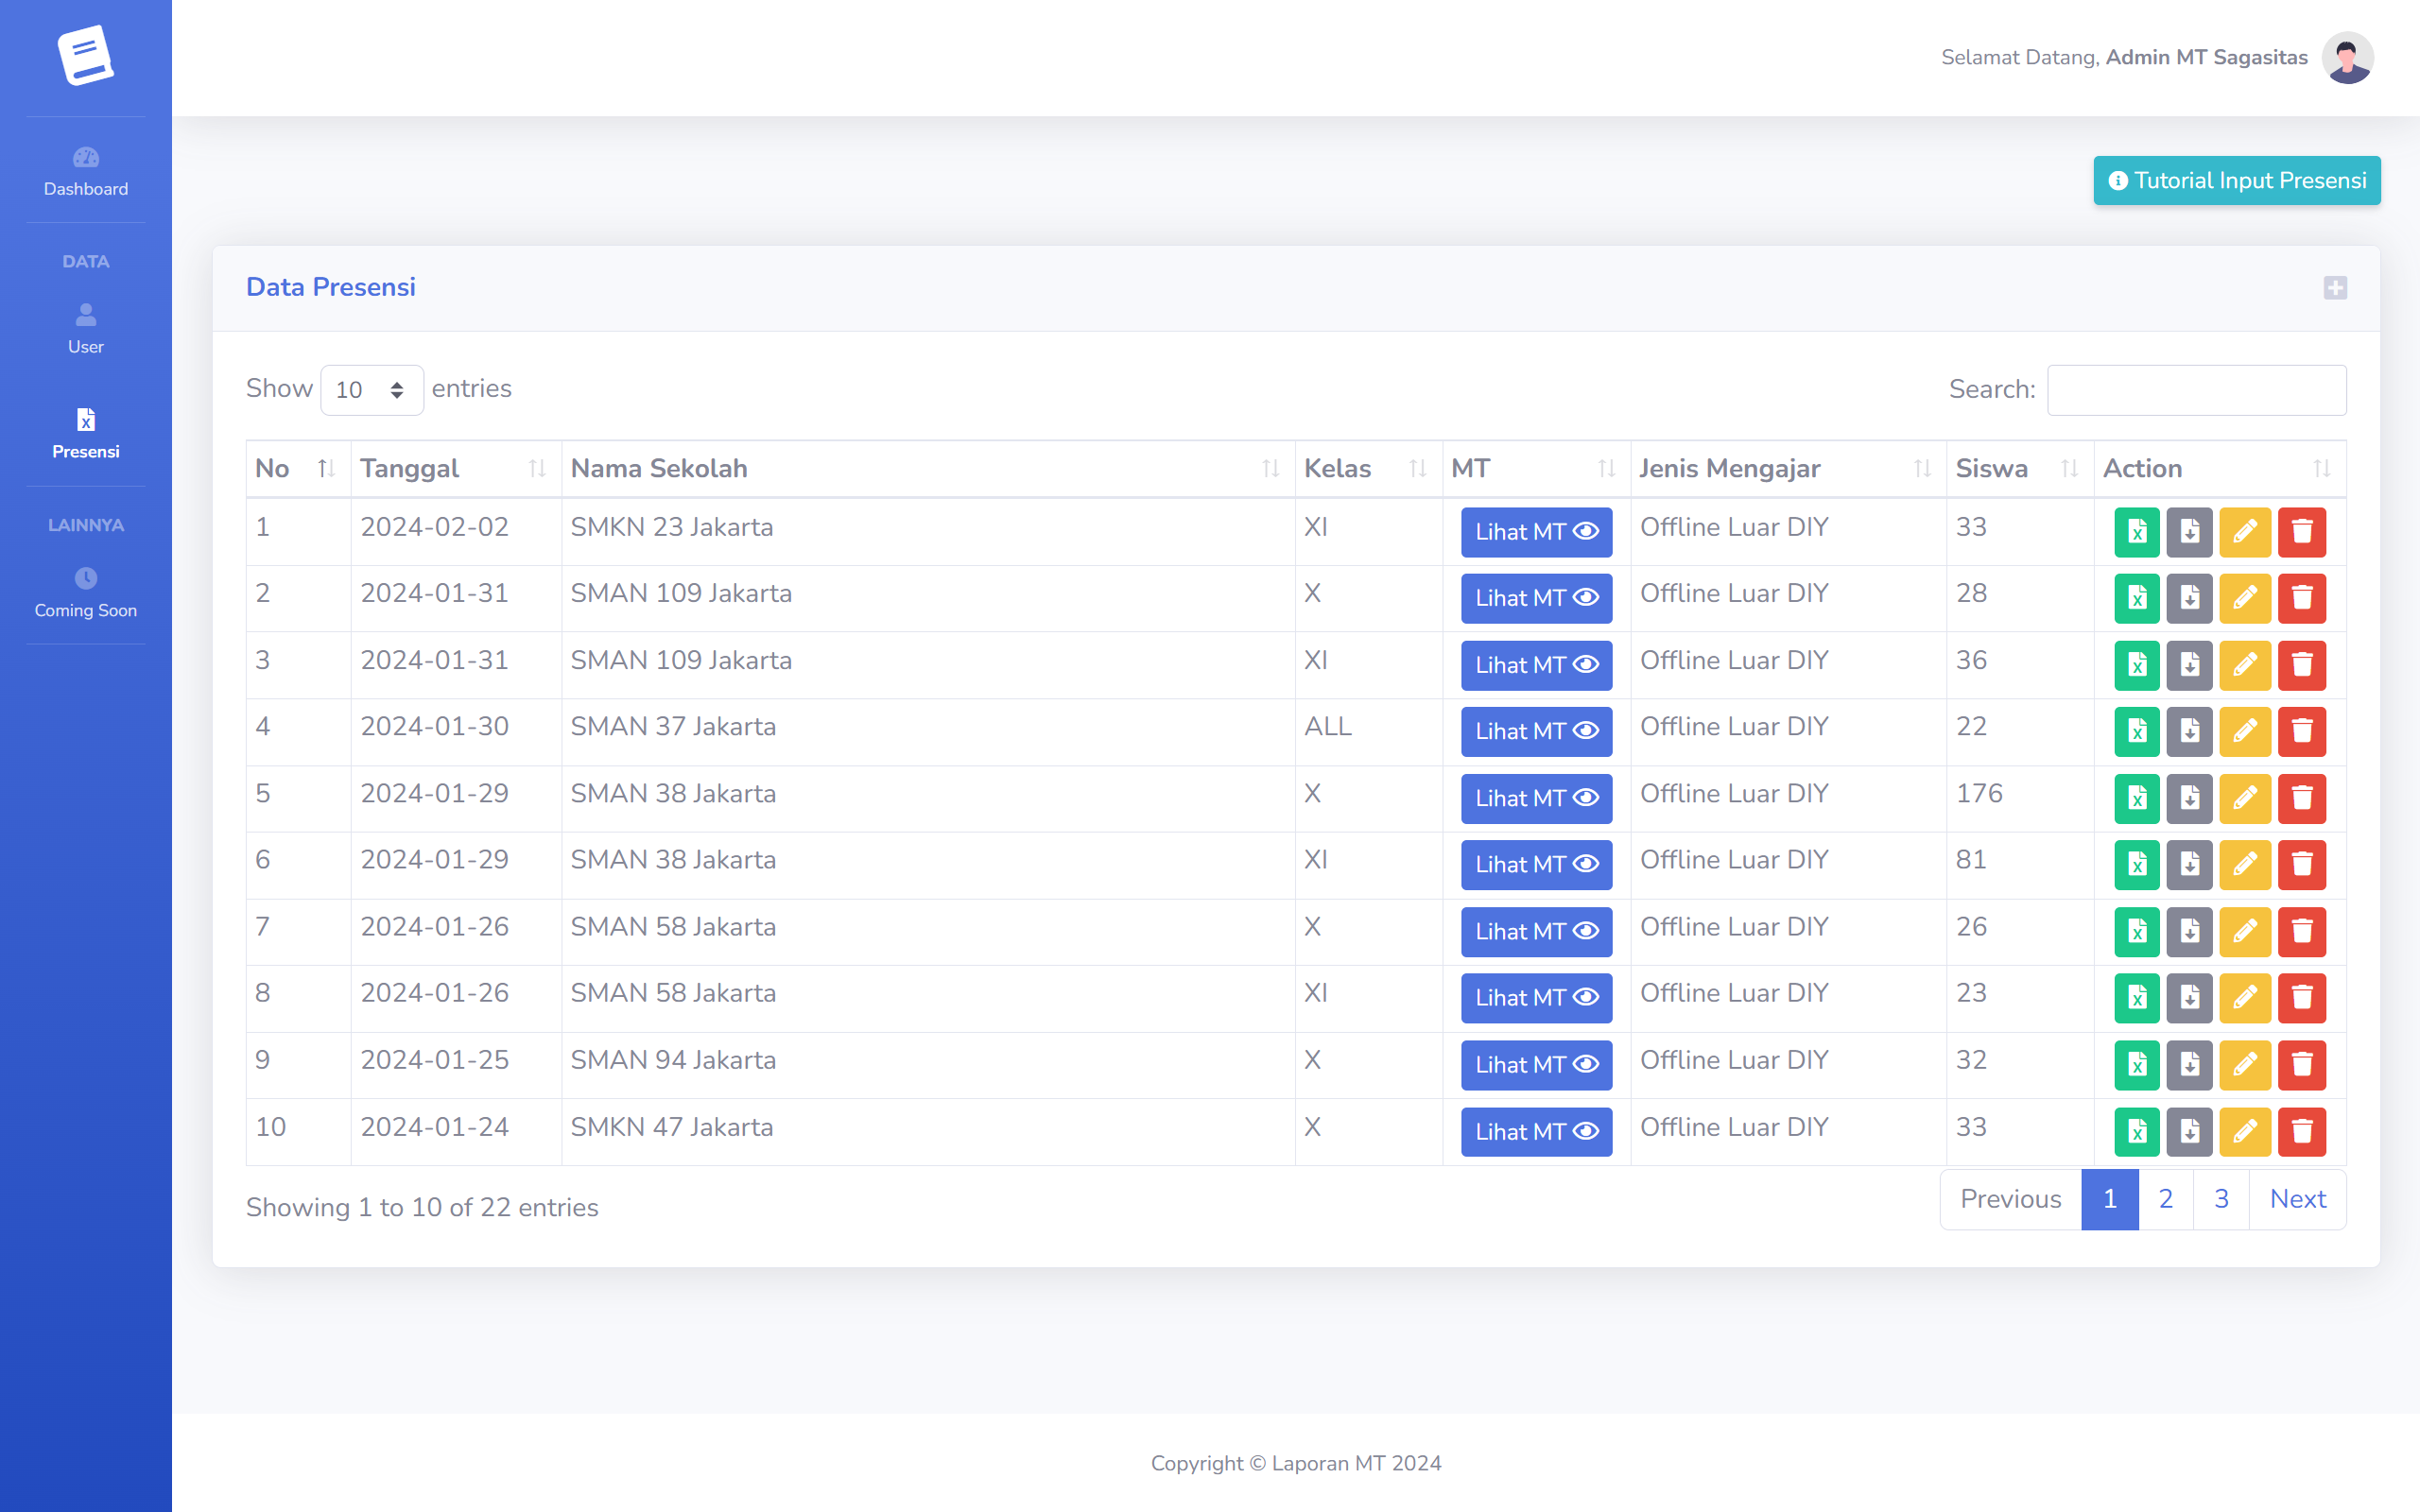 Selamat Datang, Admin MT Sagasitas
Dashboard
DATA
User
Presensi
LAINNYA
Coming Soon
Tutorial Input Presensi
Data Presensi
Show 10 entries
Search:
No Tanggal Nama Sekolah Kelas MT Jenis Mengajar Siswa Action
1 2024-02-02 SMKN 23 Jakarta XI Lihat MT Offline Luar DIY 33
2 2024-01-31 SMAN 109 Jakarta X Lihat MT Offline Luar DIY 28
3 2024-01-31 SMAN 109 Jakarta XI Lihat MT Offline Luar DIY 36
4 2024-01-30 SMAN 37 Jakarta ALL Lihat MT Offline Luar DIY 22
5 2024-01-29 SMAN 38 Jakarta X Lihat MT Offline Luar DIY 176
6 2024-01-29 SMAN 38 Jakarta XI Lihat MT Offline Luar DIY 81
7 2024-01-26 SMAN 58 Jakarta X Lihat MT Offline Luar DIY 26
8 2024-01-26 SMAN 58 Jakarta XI Lihat MT Offline Luar DIY 23
9 2024-01-25 SMAN 94 Jakarta X Lihat MT Offline Luar DIY 32
10 2024-01-24 SMKN 47 Jakarta X Lihat MT Offline Luar DIY 33
Showing 1 to 10 of 22 entries
Previous 1 2 3 Next
Copyright © Laporan MT 2024